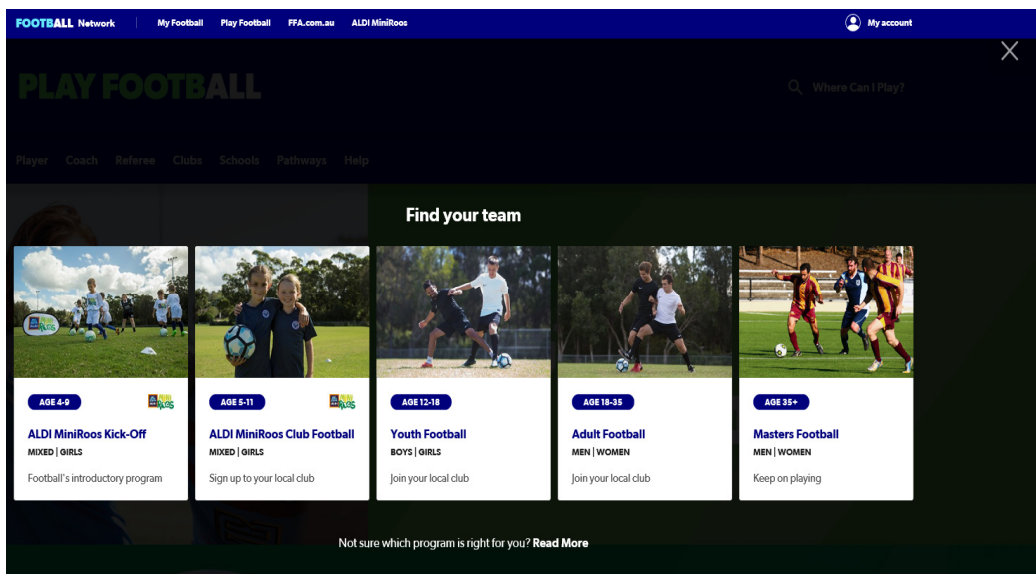 FOOTBALL Network
My Football Play Football FFA.com.au ALDI MiniRoos
My account
PLAY FOOTBALL
Where Can I Play?
Player Coach Referee Clubs Schools Pathways Help
Find your team
AGE 4-9
ALDI MiniRoos Kick-Off
MIXED | GIRLS
Football's introductory program
AGE 5-11
ALDI MiniRoos Club Football
MIXED | GIRLS
Sign up to your local club
AGE 12-18
Youth Football
BOYS | GIRLS
Join your local club
AGE 18-35
Adult Football
MEN | WOMEN
Join your local club
AGE 35+
Masters Football
MEN | WOMEN
Keep on playing
Not sure which program is right for you? Read More